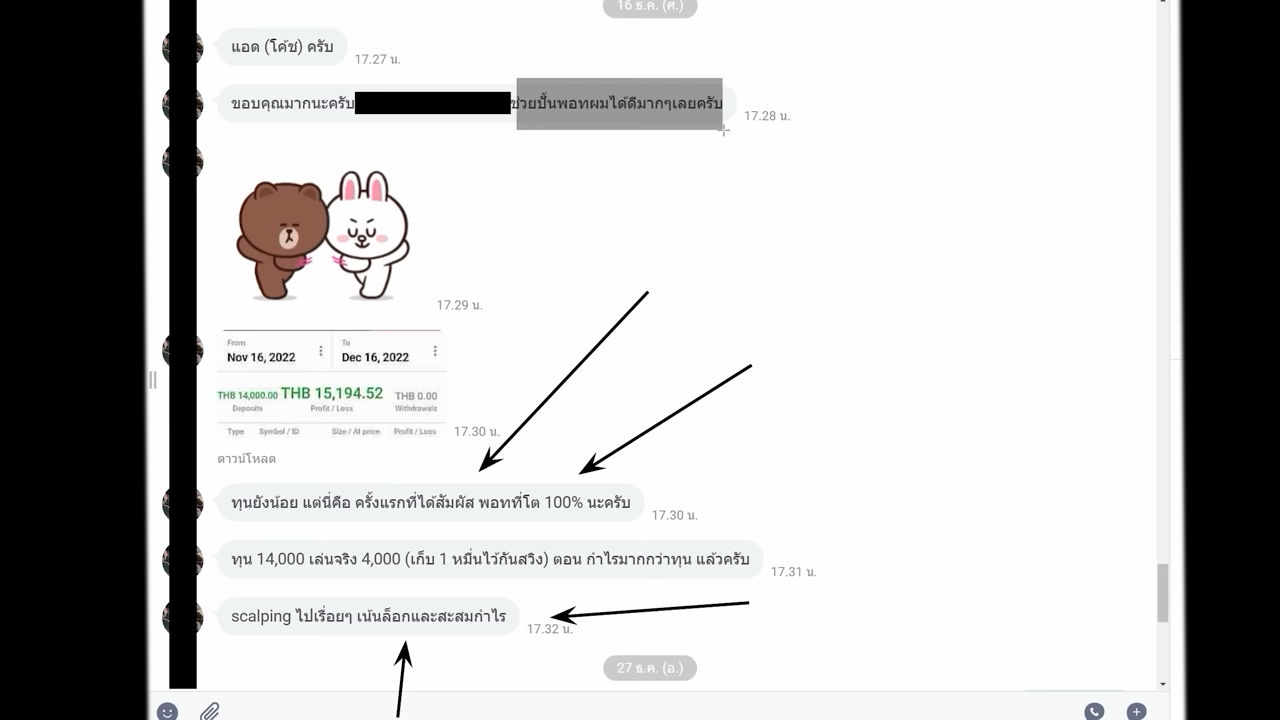 16 ธ.ค. (ศ.)
แอด (โค้ช) ครับ
17.27 น.
ขอบคุณมากนะครับ ช่วยปั้นพอทผมได้ดีมากๆเลยครับ
17.28 น.
17.29 น.
From To
Nov 16, 2022 Dec 16, 2022
THB 14,000.00 THB 15,194.52 THB 0.00
Deposits Profit / Loss Withdrawals
Type Symbol / ID Size / At price Profit / Loss
17.30 น.
ดาวน์โหลด
ทุนยังน้อย แต่นี่คือ ครั้งแรกที่ได้สัมผัส พอทที่โต 100% นะครับ
17.30 น.
ทุน 14,000 เล่นจริง 4,000 (เก็บ 1 หมื่นไว้กันสวิง) ตอน กำไรมากกว่าทุน แล้วครับ
17.31 น.
scalping ไปเรื่อยๆ เน้นล็อกและสะสมกำไร
17.32 น.
27 ธ.ค. (อ.)